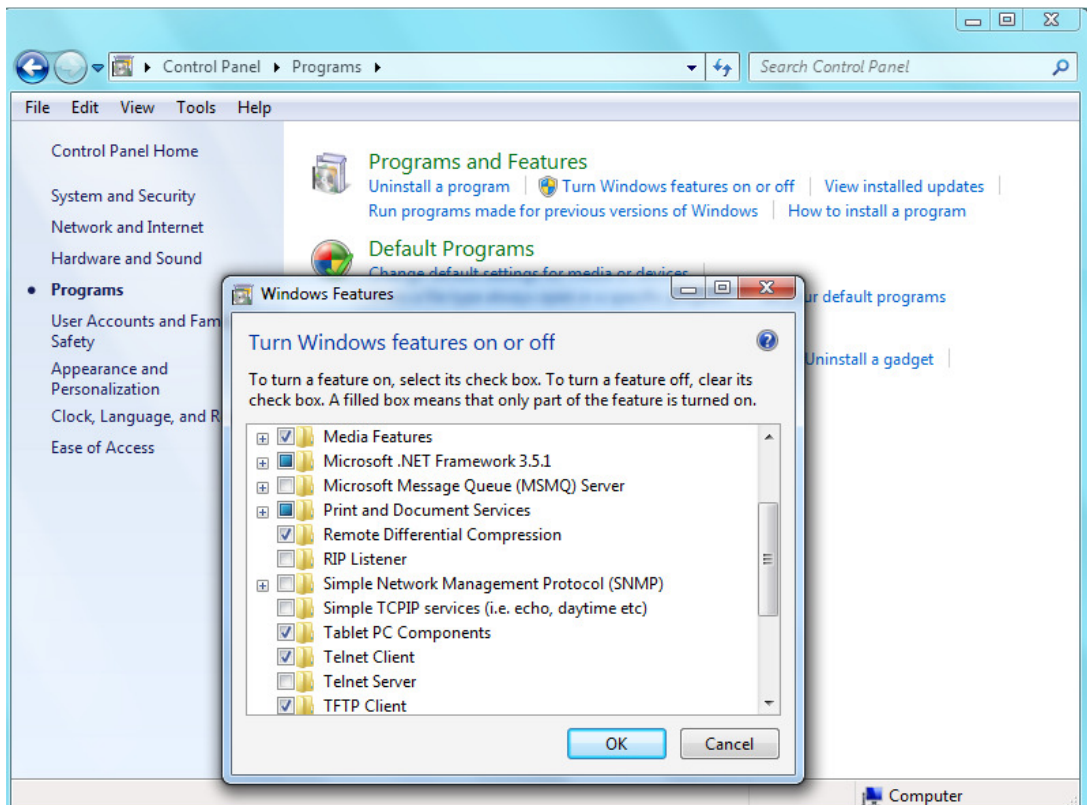 Control Panel Programs
Search Control Panel
File Edit View Tools Help
Control Panel Home
System and Security
Network and Internet
Hardware and Sound
Programs
User Accounts and Fam
Safety
Appearance and
Personalization
Clock, Language, and R
Ease of Access
Programs and Features
Uninstall a program Turn Windows features on or off View installed updates
Run programs made for previous versions of Windows How to install a program
Default Programs
Change default settings for media or devices
ur default programs
Uninstall a gadget
Windows Features
Turn Windows features on or off
To turn a feature on, select its check box. To turn a feature off, clear its
check box. A filled box means that only part of the feature is turned on.
Media Features
Microsoft .NET Framework 3.5.1
Microsoft Message Queue (MSMQ) Server
Print and Document Services
Remote Differential Compression
RIP Listener
Simple Network Management Protocol (SNMP)
Simple TCPIP services (i.e. echo, daytime etc)
Tablet PC Components
Telnet Client
Telnet Server
TFTP Client
OK Cancel
Computer